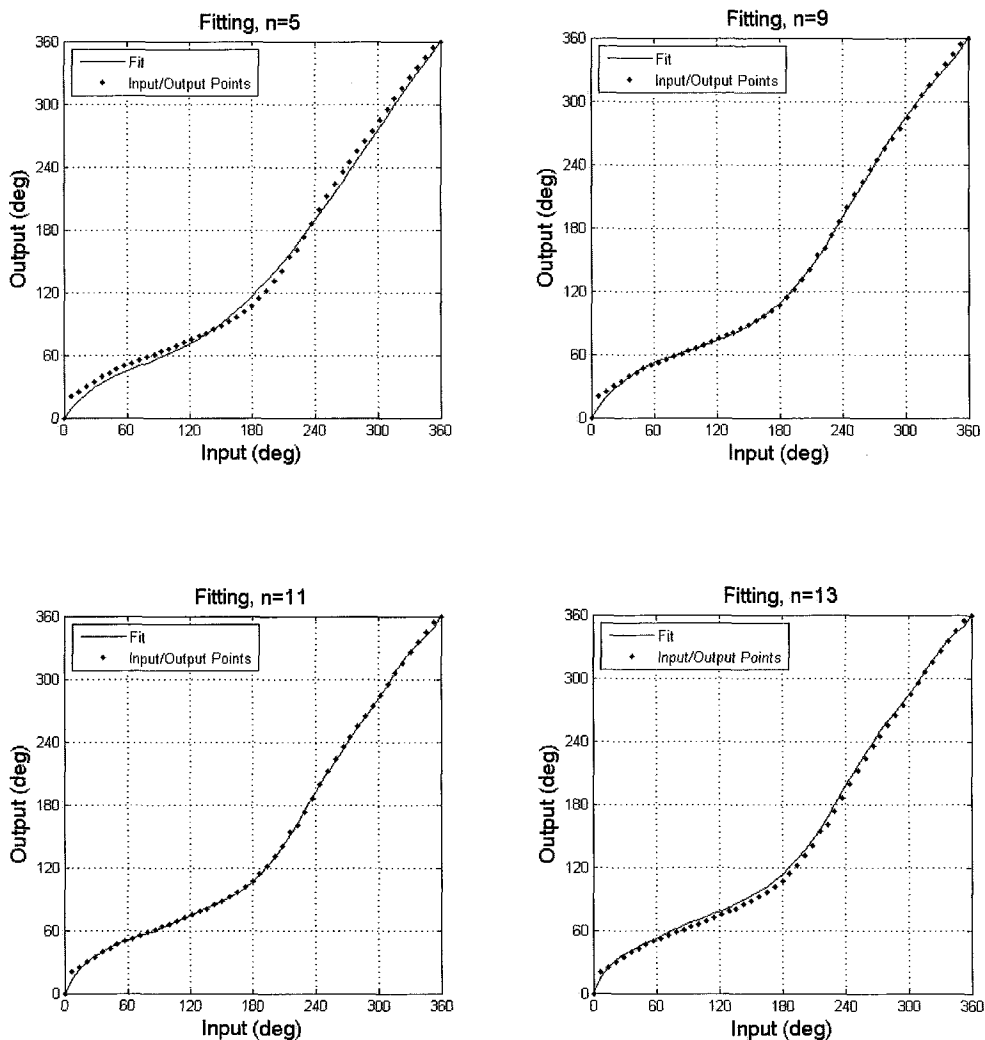 Fitting, n=5
360
300
240
180
120
60
0
Output (deg)
Fit
Input/Output Points
0 60 120 180 240 300 360
Input (deg)
Fitting, n=9
360
300
240
180
120
60
0
Output (deg)
Fit
Input/Output Points
0 60 120 180 240 300 360
Input (deg)
Fitting, n=11
360
300
240
180
120
60
0
Output (deg)
Fit
Input/Output Points
0 60 120 180 240 300 360
Input (deg)
Fitting, n=13
360
300
240
180
120
60
0
Output (deg)
Fit
Input/Output Points
0 60 120 180 240 300 360
Input (deg)